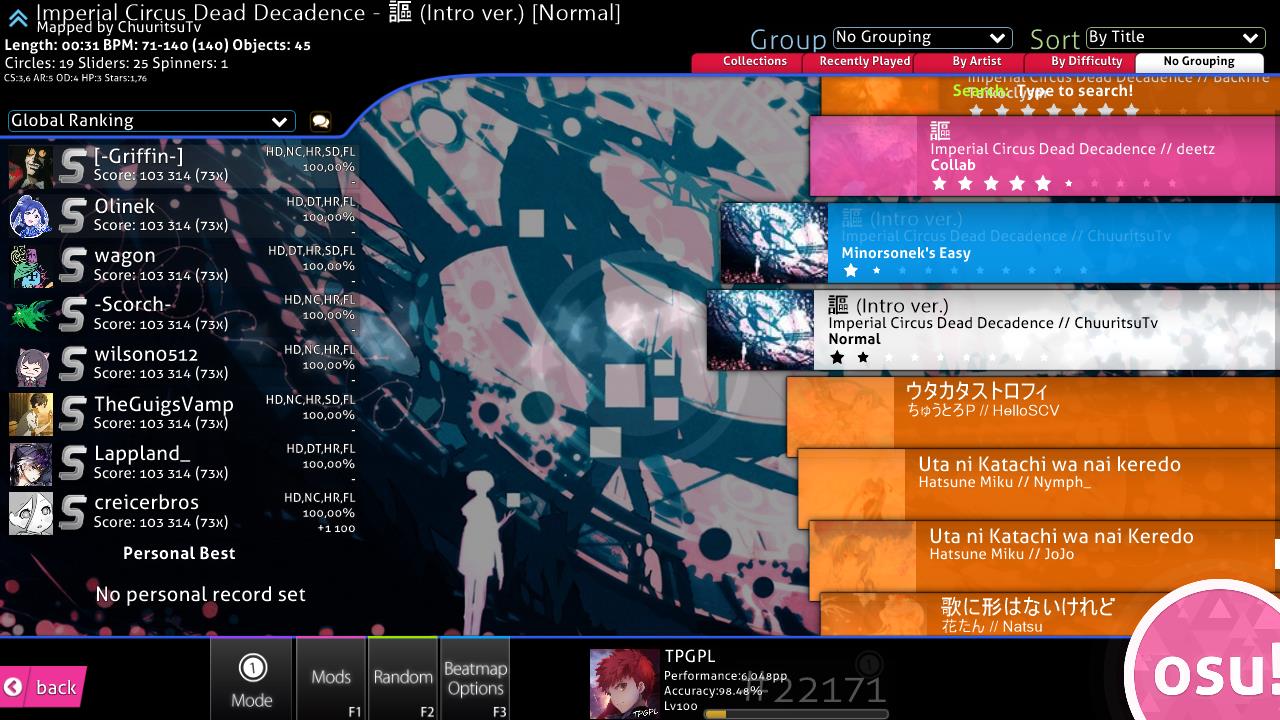 Imperial Circus Dead Decadence - 謳 (Intro ver.) [Normal]
Mapped by ChuuritsuTv
Length: 00:31 BPM: 71-140 (140) Objects: 45
Circles: 19 Sliders: 25 Spinners: 1
CS:3,6 AR:5 OD:4 HP:3 Stars:1,76
Group No Grouping
Sort By Title
Collections Recently Played By Artist By Difficulty No Grouping
Global Ranking
[-Griffin-] HD,NC,HR,SD,FL
Score: 103 314 (73x) 100,00%
-
Olinek HD,DT,HR,FL
Score: 103 314 (73x) 100,00%
-
wagon HD,DT,HR,SD,FL
Score: 103 314 (73x) 100,00%
-
-Scorch- HD,NC,HR,FL
Score: 103 314 (73x) 100,00%
-
wilson0512 HD,NC,HR,FL
Score: 103 314 (73x) 100,00%
-
TheGuigsVamp HD,NC,HR,SD,FL
Score: 103 314 (73x) 100,00%
-
Lappland_ HD,DT,HR,FL
Score: 103 314 (73x) 100,00%
-
creicerbros HD,NC,HR,FL
Score: 103 314 (73x) 100,00%
+1 100
Personal Best
No personal record set
Imperial Circus Dead Decadence // Backfire
Search: Type to search!
謳
Imperial Circus Dead Decadence // deetz
Collab
謳 (Intro ver.)
Imperial Circus Dead Decadence // ChuuritsuTv
Minorsonek's Easy
謳 (Intro ver.)
Imperial Circus Dead Decadence // ChuuritsuTv
Normal
ウタカタストロフィ
ちゅうとろP // HelloSCV
Uta ni Katachi wa nai keredo
Hatsune Miku // Nymph_
Uta ni Katachi wa nai Keredo
Hatsune Miku // JoJo
歌に形はないけれど
花たん // Natsu
back
1
Mode
Mods
F1
Random
F2
Beatmap
Options
F3
TPGPL
TPGPL
Performance:6,048pp
Accuracy:98.48%
Lv100
#22171
1
osu!